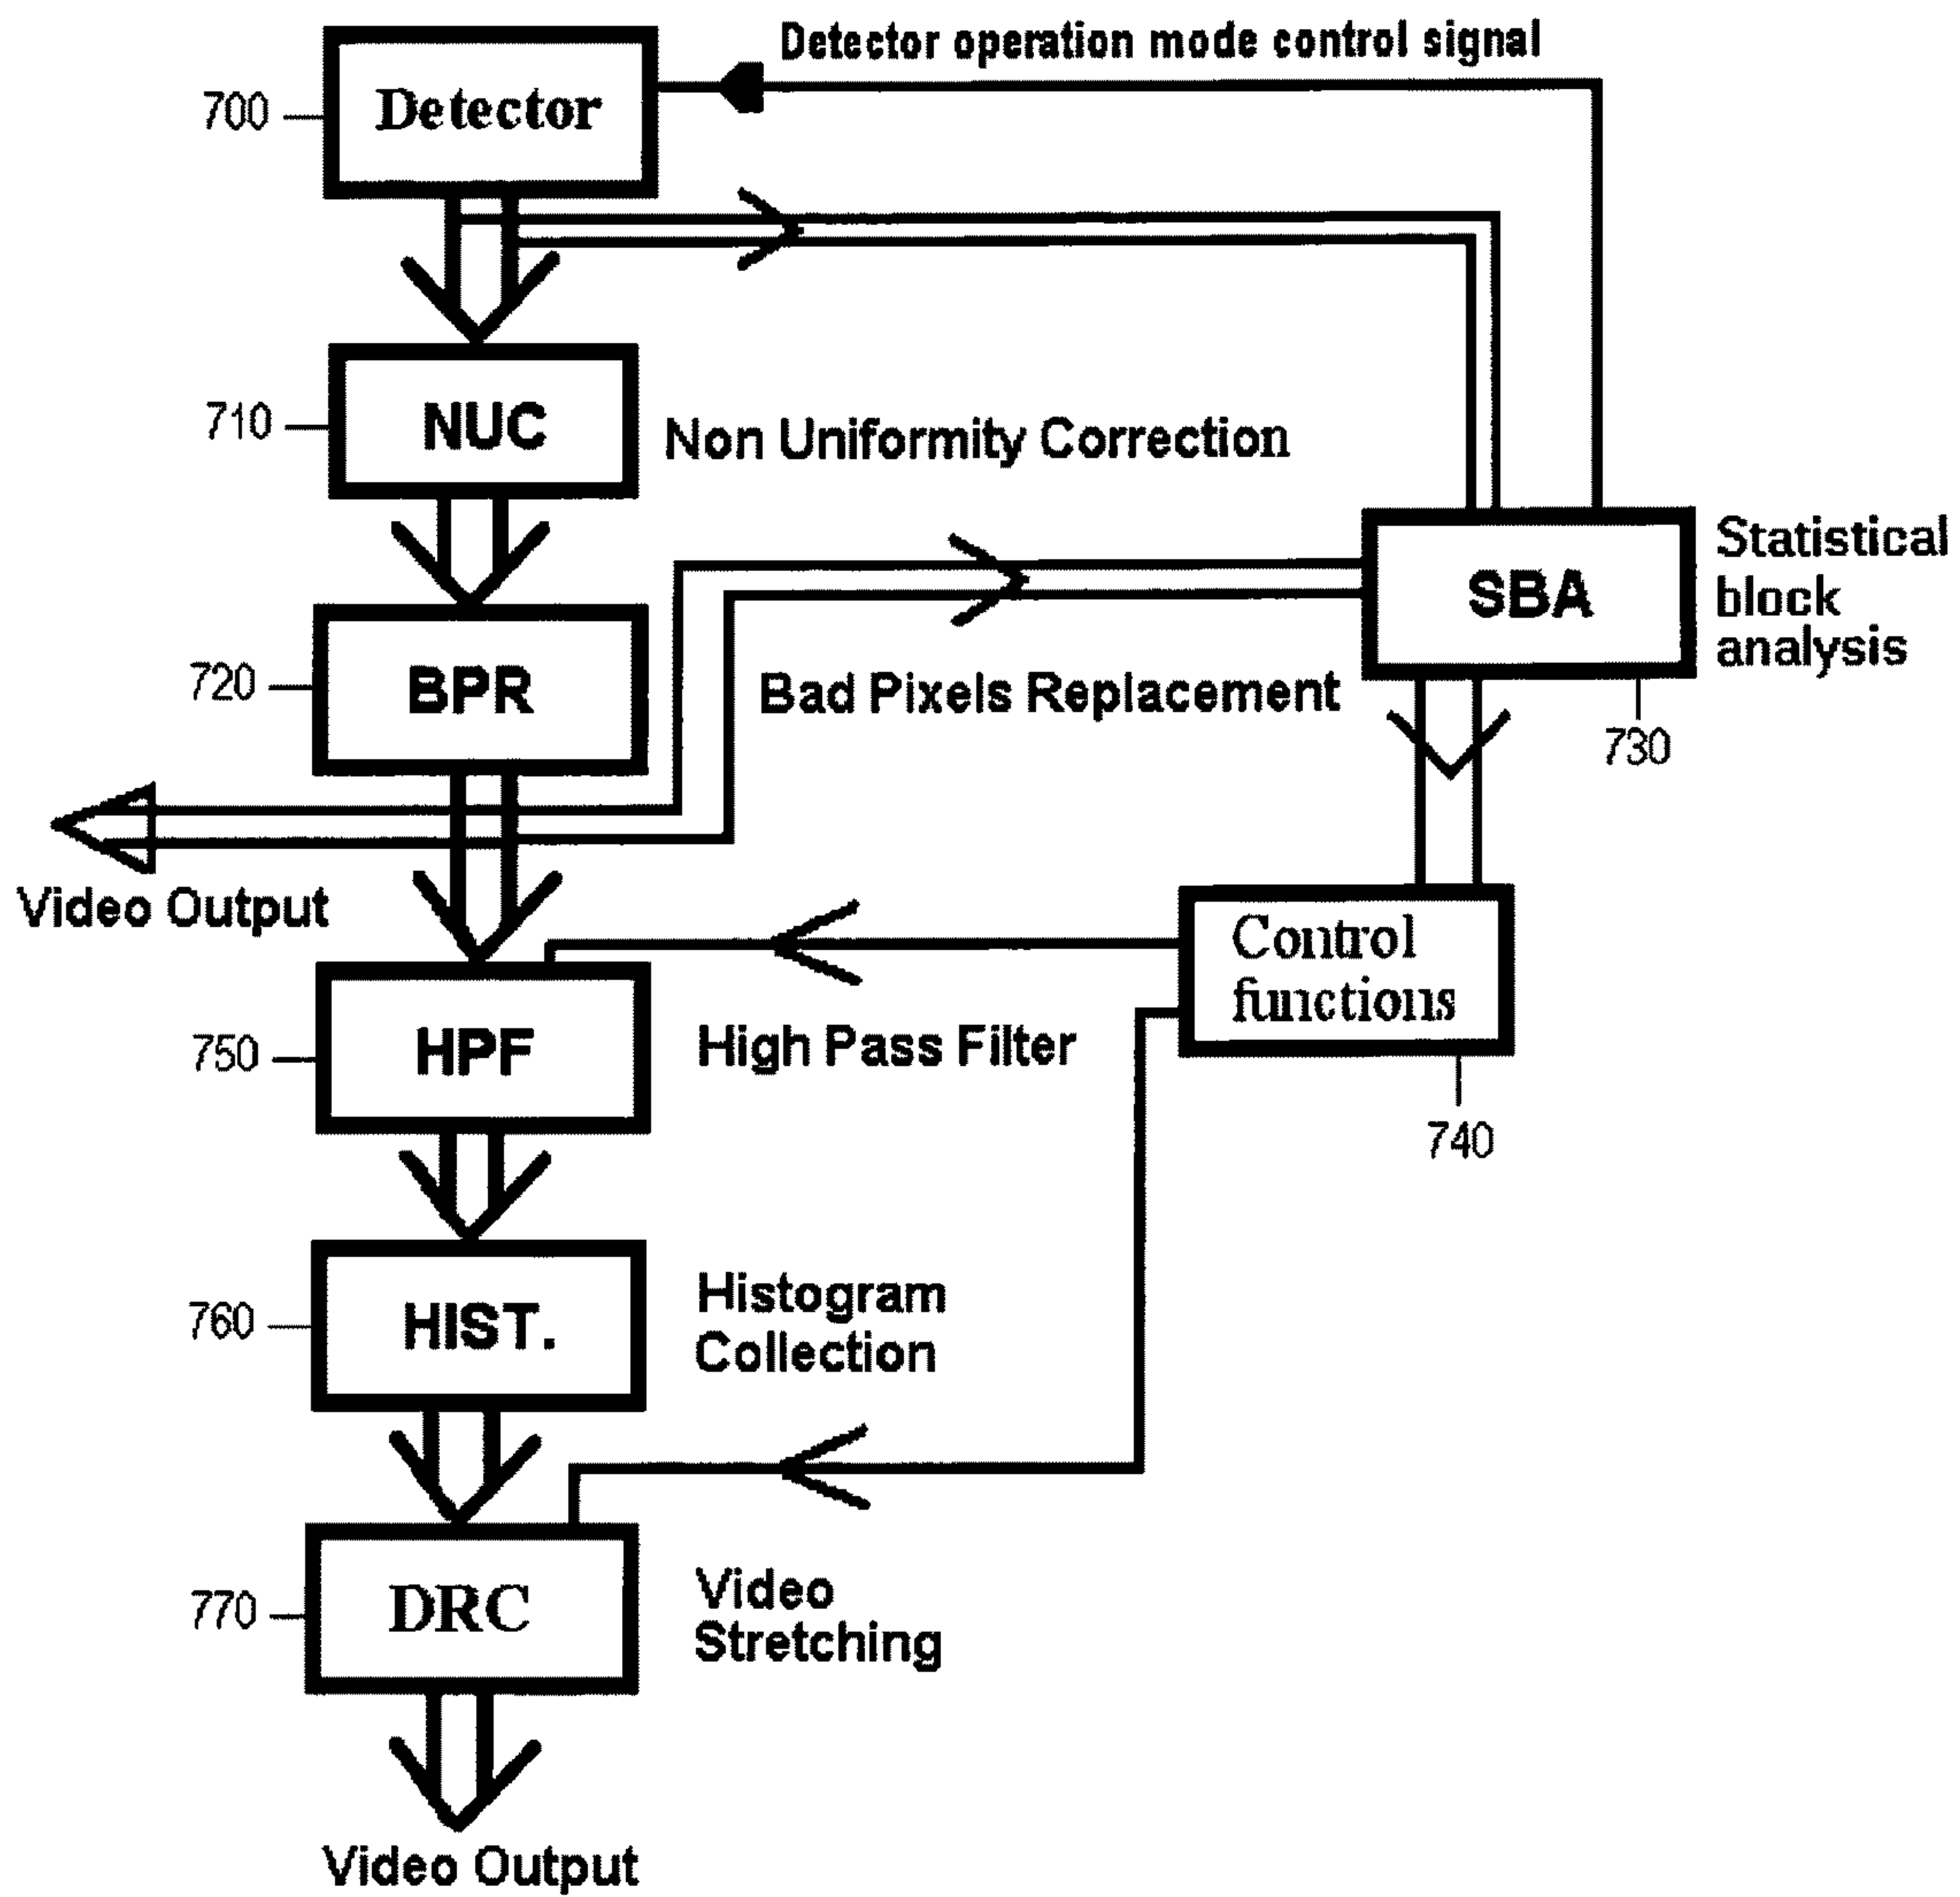 Detector operation mode control signal
700
Detector
710
NUC
Non Uniformity Correction
720
BPR
Bad Pixels Replacement
SBA
Statistical
block
analysis
730
Video Output
Control
functions
740
750
HPF
High Pass Filter
760
HIST.
Histogram
Collection
770
DRC
Video
Stretching
Video Output